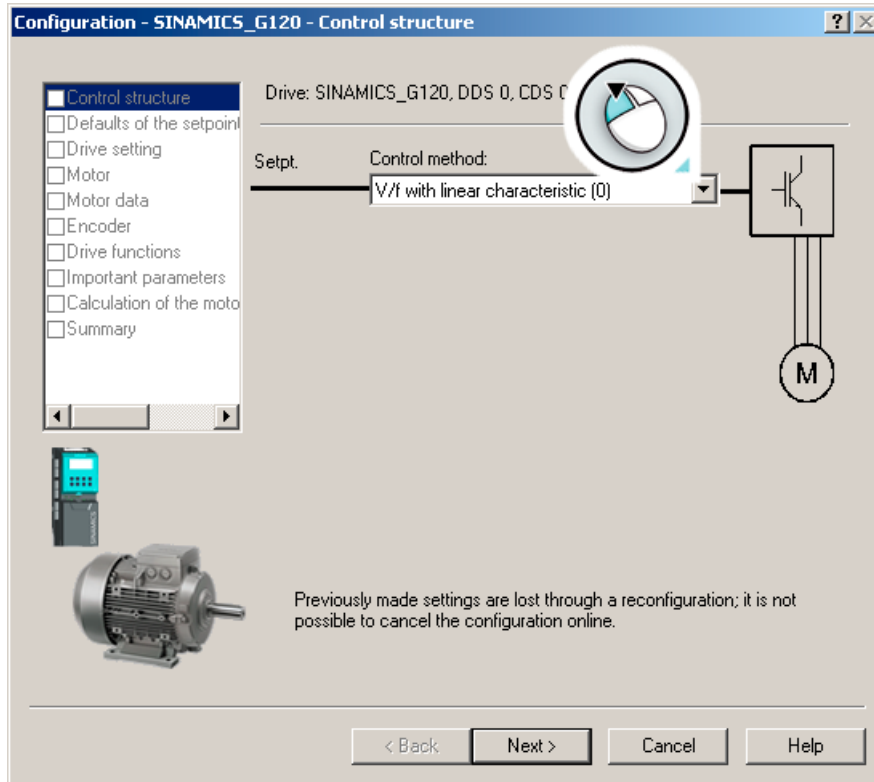 Configuration - SINAMICS_G120 - Control structure
Control structure
Defaults of the setpoint
Drive setting
Motor
Motor data
Encoder
Drive functions
Important parameters
Calculation of the moto
Summary
Drive: SINAMICS_G120, DDS 0, CDS
Setpt.
Control method:
V/f with linear characteristic (0)
M
SINAMICS
Previously made settings are lost through a reconfiguration; it is not
possible to cancel the configuration online.
< Back
Next >
Cancel
Help